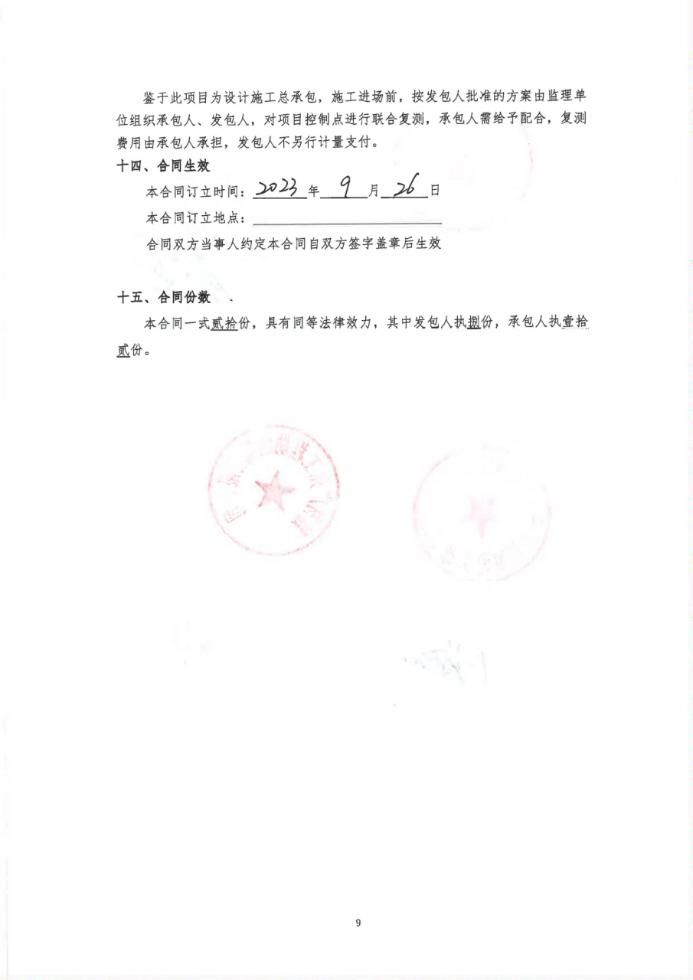 鉴于此项目为设计施工总承包，施工进场前，按发包人批准的方案由监理单
位组织承包人、发包人，对项目控制点进行联合复测，承包人需给予配合，复测
费用由承包人承担，发包人不另行计量支付。
十四、合同生效
本合同订立时间：2023年9月26日
本合同订立地点：
合同双方当事人约定本合同自双方签字盖章后生效
十五、合同份数
本合同一式贰拾份，具有同等法律效力，其中发包人执捌份，承包人执壹拾
贰份。
9